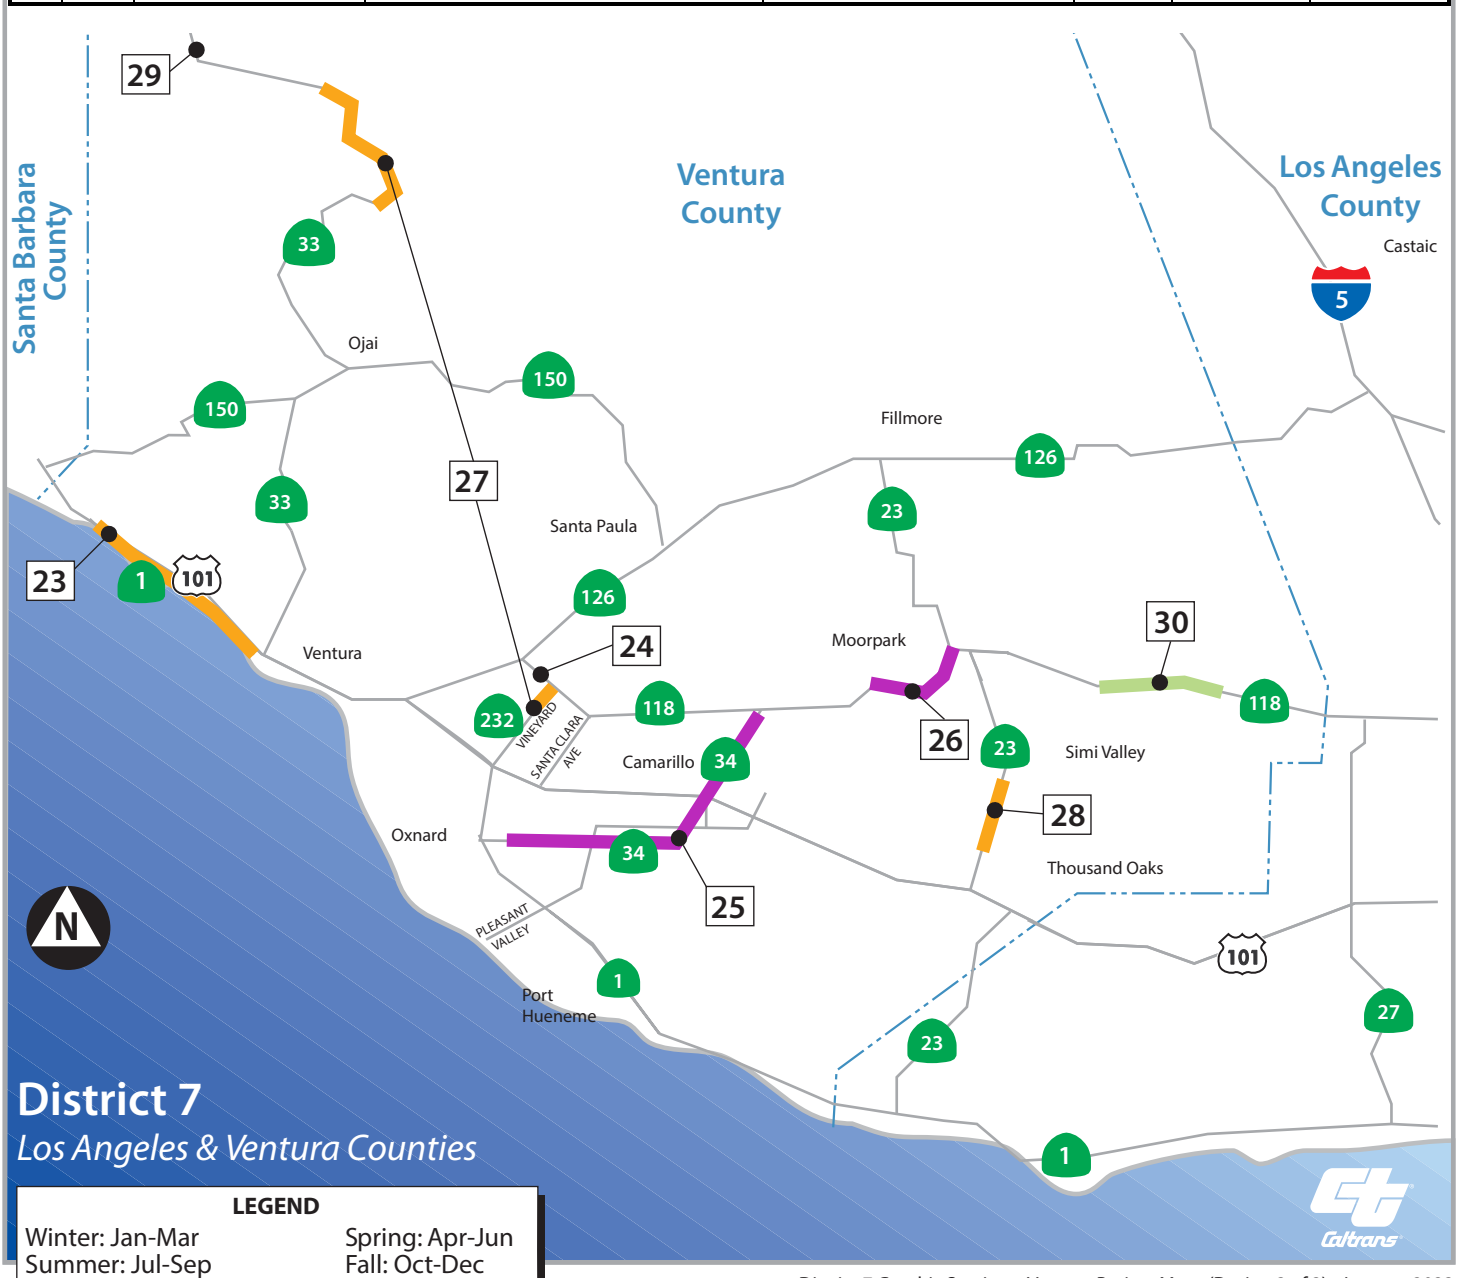 29
Santa Barbara
County
Ventura
County
Los Angeles
County
Castaic
5
33
Ojai
150
150
Fillmore
126
27
33
23
Santa Paula
23
1
101
126
30
Ventura
24
Moorpark
232
VINEYARD
SANTA CLARA
AVE
118
118
26
23
Simi Valley
Camarillo
34
28
Oxnard
34
Thousand Oaks
25
N
PLEASANT
VALLEY
101
1
Port
Hueneme
27
23
District 7
Los Angeles & Ventura Counties
1
LEGEND
Winter: Jan-Mar
Spring: Apr-Jun
Summer: Jul-Sep
Fall: Oct-Dec
Caltrans